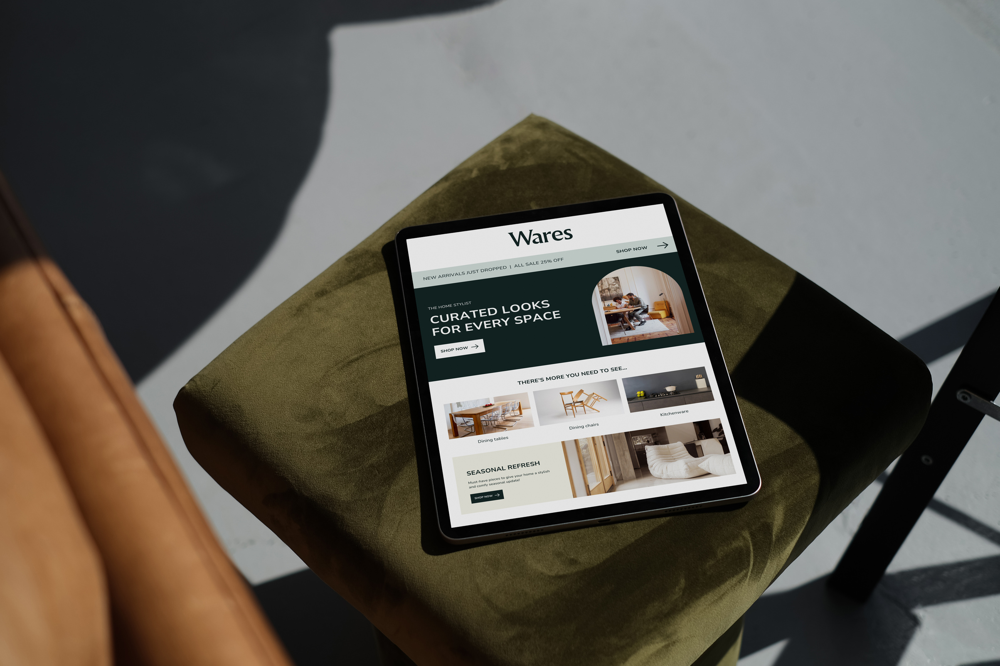 Wares
NEW ARRIVALS JUST DROPPED | ALL SALE 25% OFF
SHOP NOW
THE HOME STYLIST
CURATED LOOKS
FOR EVERY SPACE
SHOP NOW
THERE'S MORE YOU NEED TO SEE...
Dining tables
Dining chairs
Kitchenware
SEASONAL REFRESH
Must-have pieces to give your home a stylish
and comfy seasonal update!
SHOP NOW